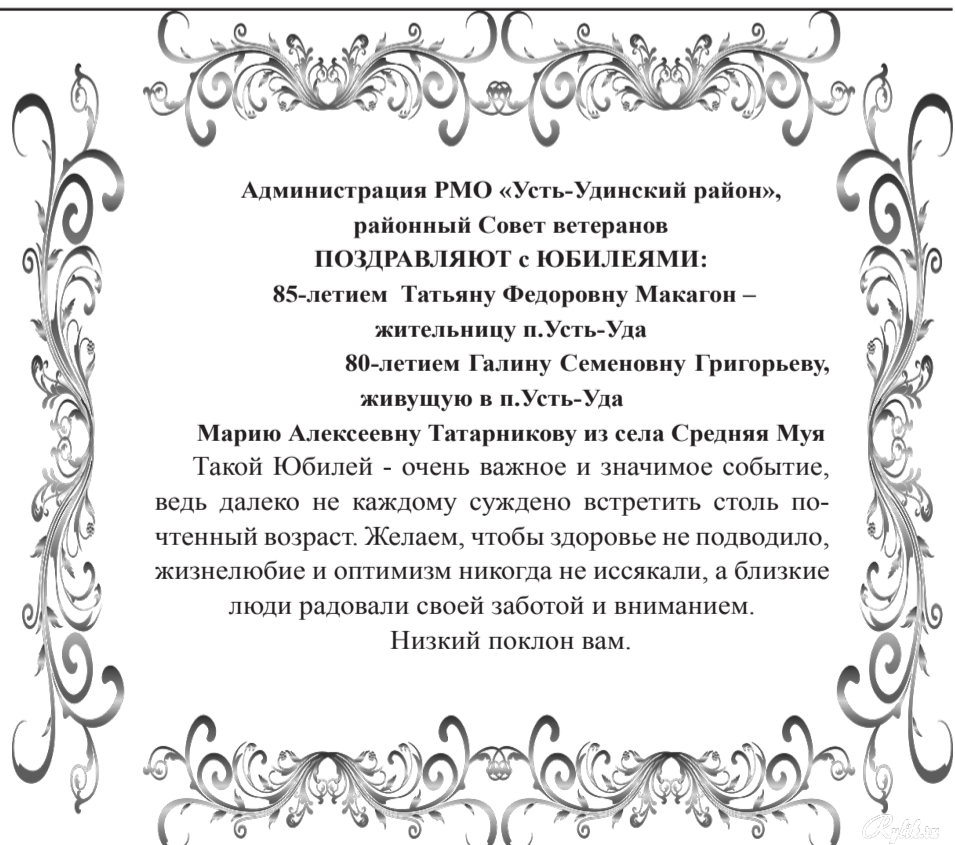 Администрация РМО «Усть-Удинский район»,
районный Совет ветеранов
ПОЗДРАВЛЯЮТ с ЮБИЛЕЯМИ:
85-летием Татьяну Федоровну Макагон –
жительницу п.Усть-Уда
80-летием Галину Семеновну Григорьеву,
живущую в п.Усть-Уда
Марию Алексеевну Татарникову из села Средняя Муя
Такой Юбилей - очень важное и значимое событие,
ведь далеко не каждому суждено встретить столь по-
чтенный возраст. Желаем, чтобы здоровье не подводило,
жизнелюбие и оптимизм никогда не иссякали, а близкие
люди радовали своей заботой и вниманием.
Низкий поклон вам.